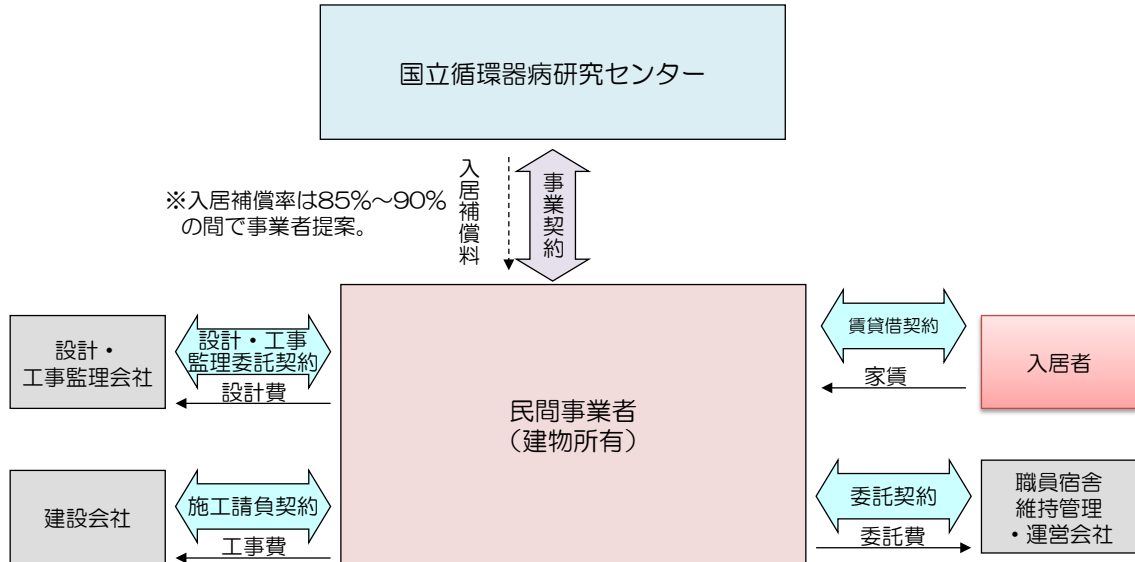 国立循環器病研究センター
※入居補償率は85%～90%
の間で事業者提案。
入居補償料
事業契約
設計・
工事監理会社
設計・工事
監理委託契約
設計費
民間事業者
（建物所有）
賃貸借契約
家賃
入居者
建設会社
施工請負契約
工事費
委託契約
委託費
職員宿舎
維持管理
・運営会社